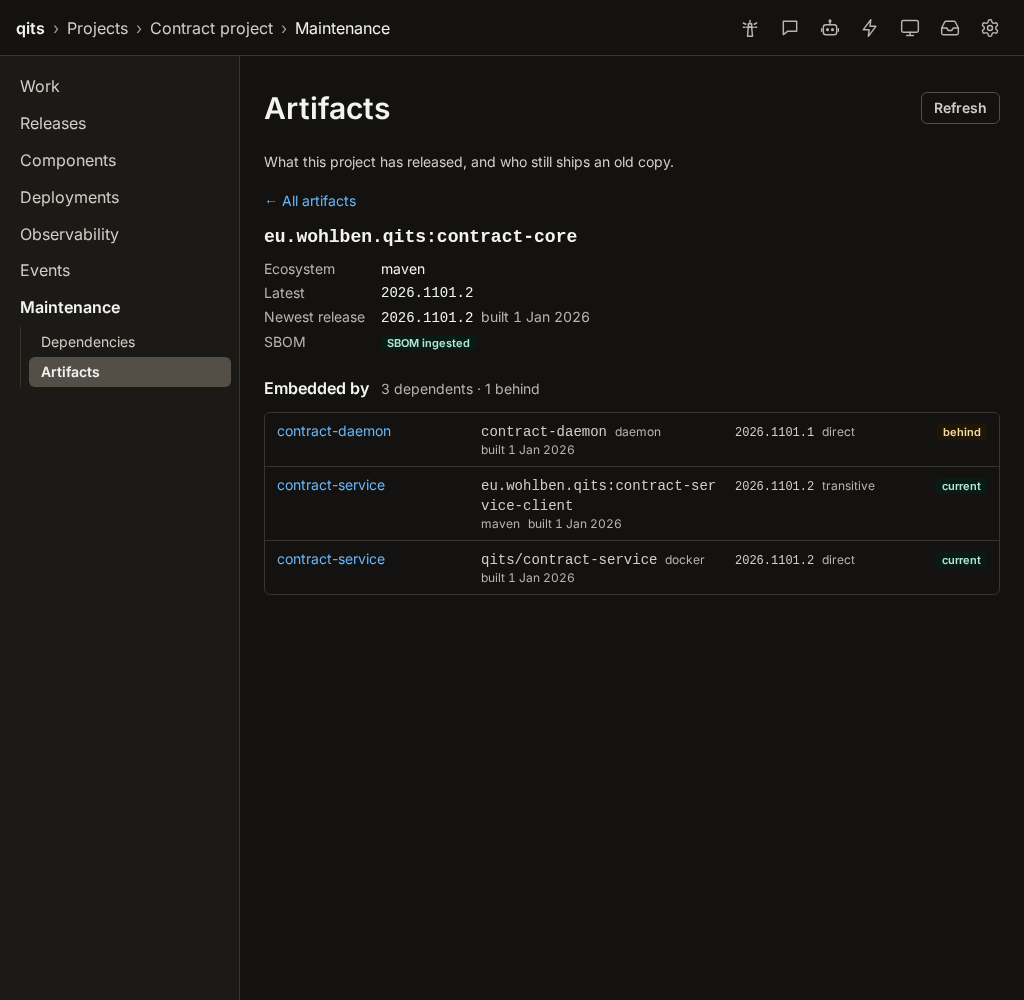 qits › Projects › Contract project › Maintenance
Work
Releases
Components
Deployments
Observability
Events
Maintenance
Dependencies
Artifacts
Artifacts
Refresh
What this project has released, and who still ships an old copy.
← All artifacts
eu.wohlben.qits:contract-core
Ecosystem maven
Latest 2026.1101.2
Newest release 2026.1101.2 built 1 Jan 2026
SBOM SBOM ingested
Embedded by 3 dependents · 1 behind
contract-daemon contract-daemon daemon 2026.1101.1 direct behind
built 1 Jan 2026
contract-service eu.wohlben.qits:contract-ser 2026.1101.2 transitive current
vice-client
maven built 1 Jan 2026
contract-service qits/contract-service docker 2026.1101.2 direct current
built 1 Jan 2026